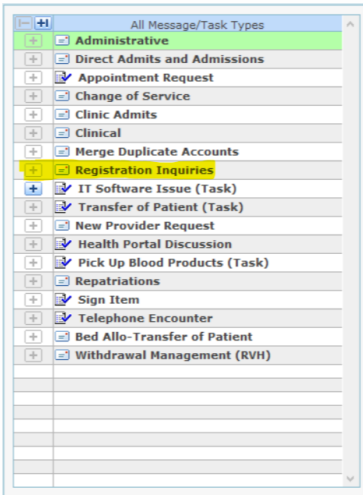 All Message/Task Types
Administrative
Direct Admits and Admissions
Appointment Request
Change of Service
Clinic Admits
Clinical
Merge Duplicate Accounts
Registration Inquiries
IT Software Issue (Task)
Transfer of Patient (Task)
New Provider Request
Health Portal Discussion
Pick Up Blood Products (Task)
Repatriations
Sign Item
Telephone Encounter
Bed Allo-Transfer of Patient
Withdrawal Management (RVH)